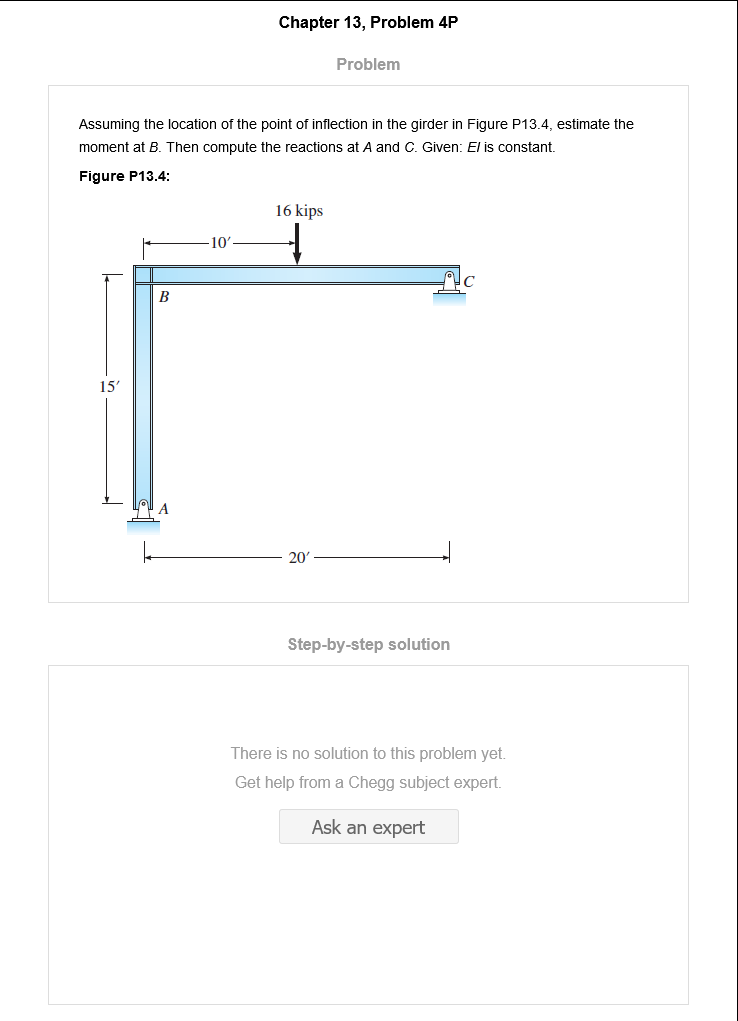 Chapter 13, Problem 4P
Problem
Assuming the location of the point of inflection in the girder in Figure P13.4, estimate the
moment at B. Then compute the reactions at A and C. Given: EI is constant.
Figure P13.4:
16 kips
10′
C
B
15′
A
20′
Step-by-step solution
There is no solution to this problem yet.
Get help from a Chegg subject expert.
Ask an expert